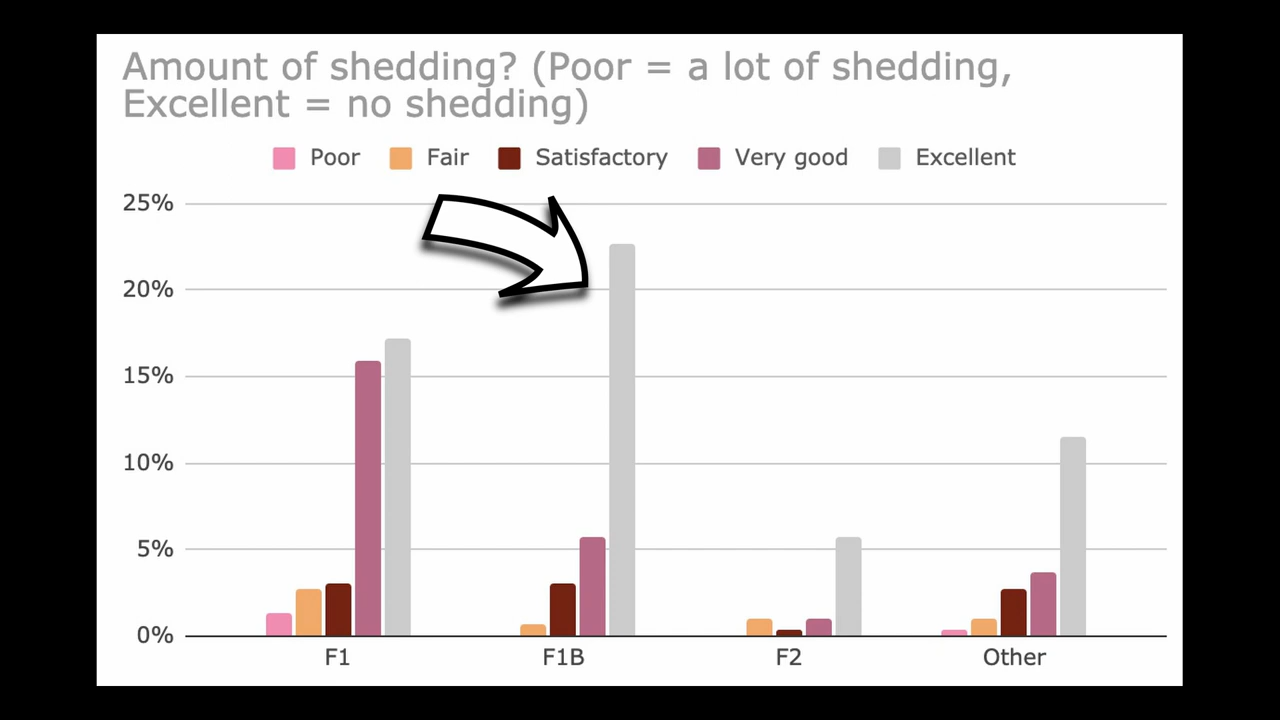 Amount of shedding? (Poor = a lot of shedding,
Excellent = no shedding)
Poor Fair Satisfactory Very good Excellent
25%
20%
15%
10%
5%
0%
F1 F1B F2 Other